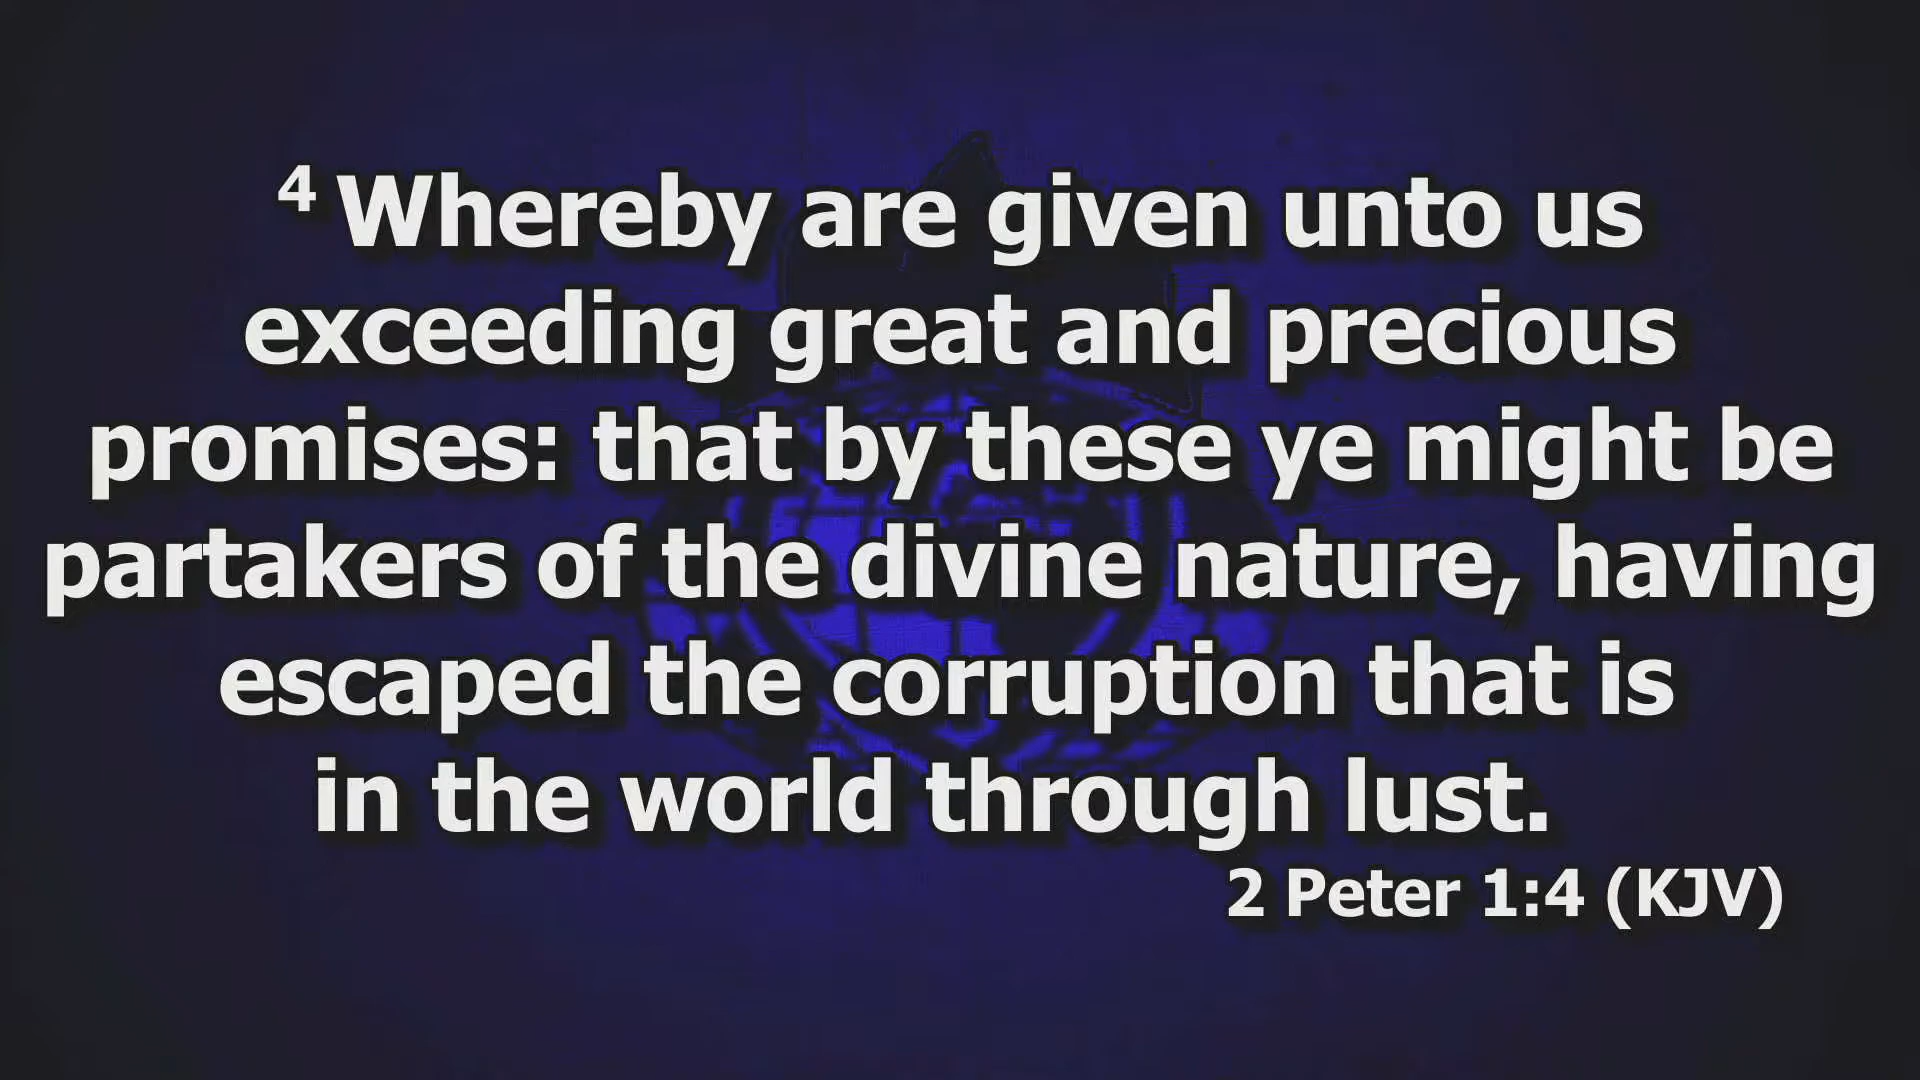 4 Whereby are given unto us
exceeding great and precious
promises: that by these ye might be
partakers of the divine nature, having
escaped the corruption that is
in the world through lust.
2 Peter 1:4 (KJV)